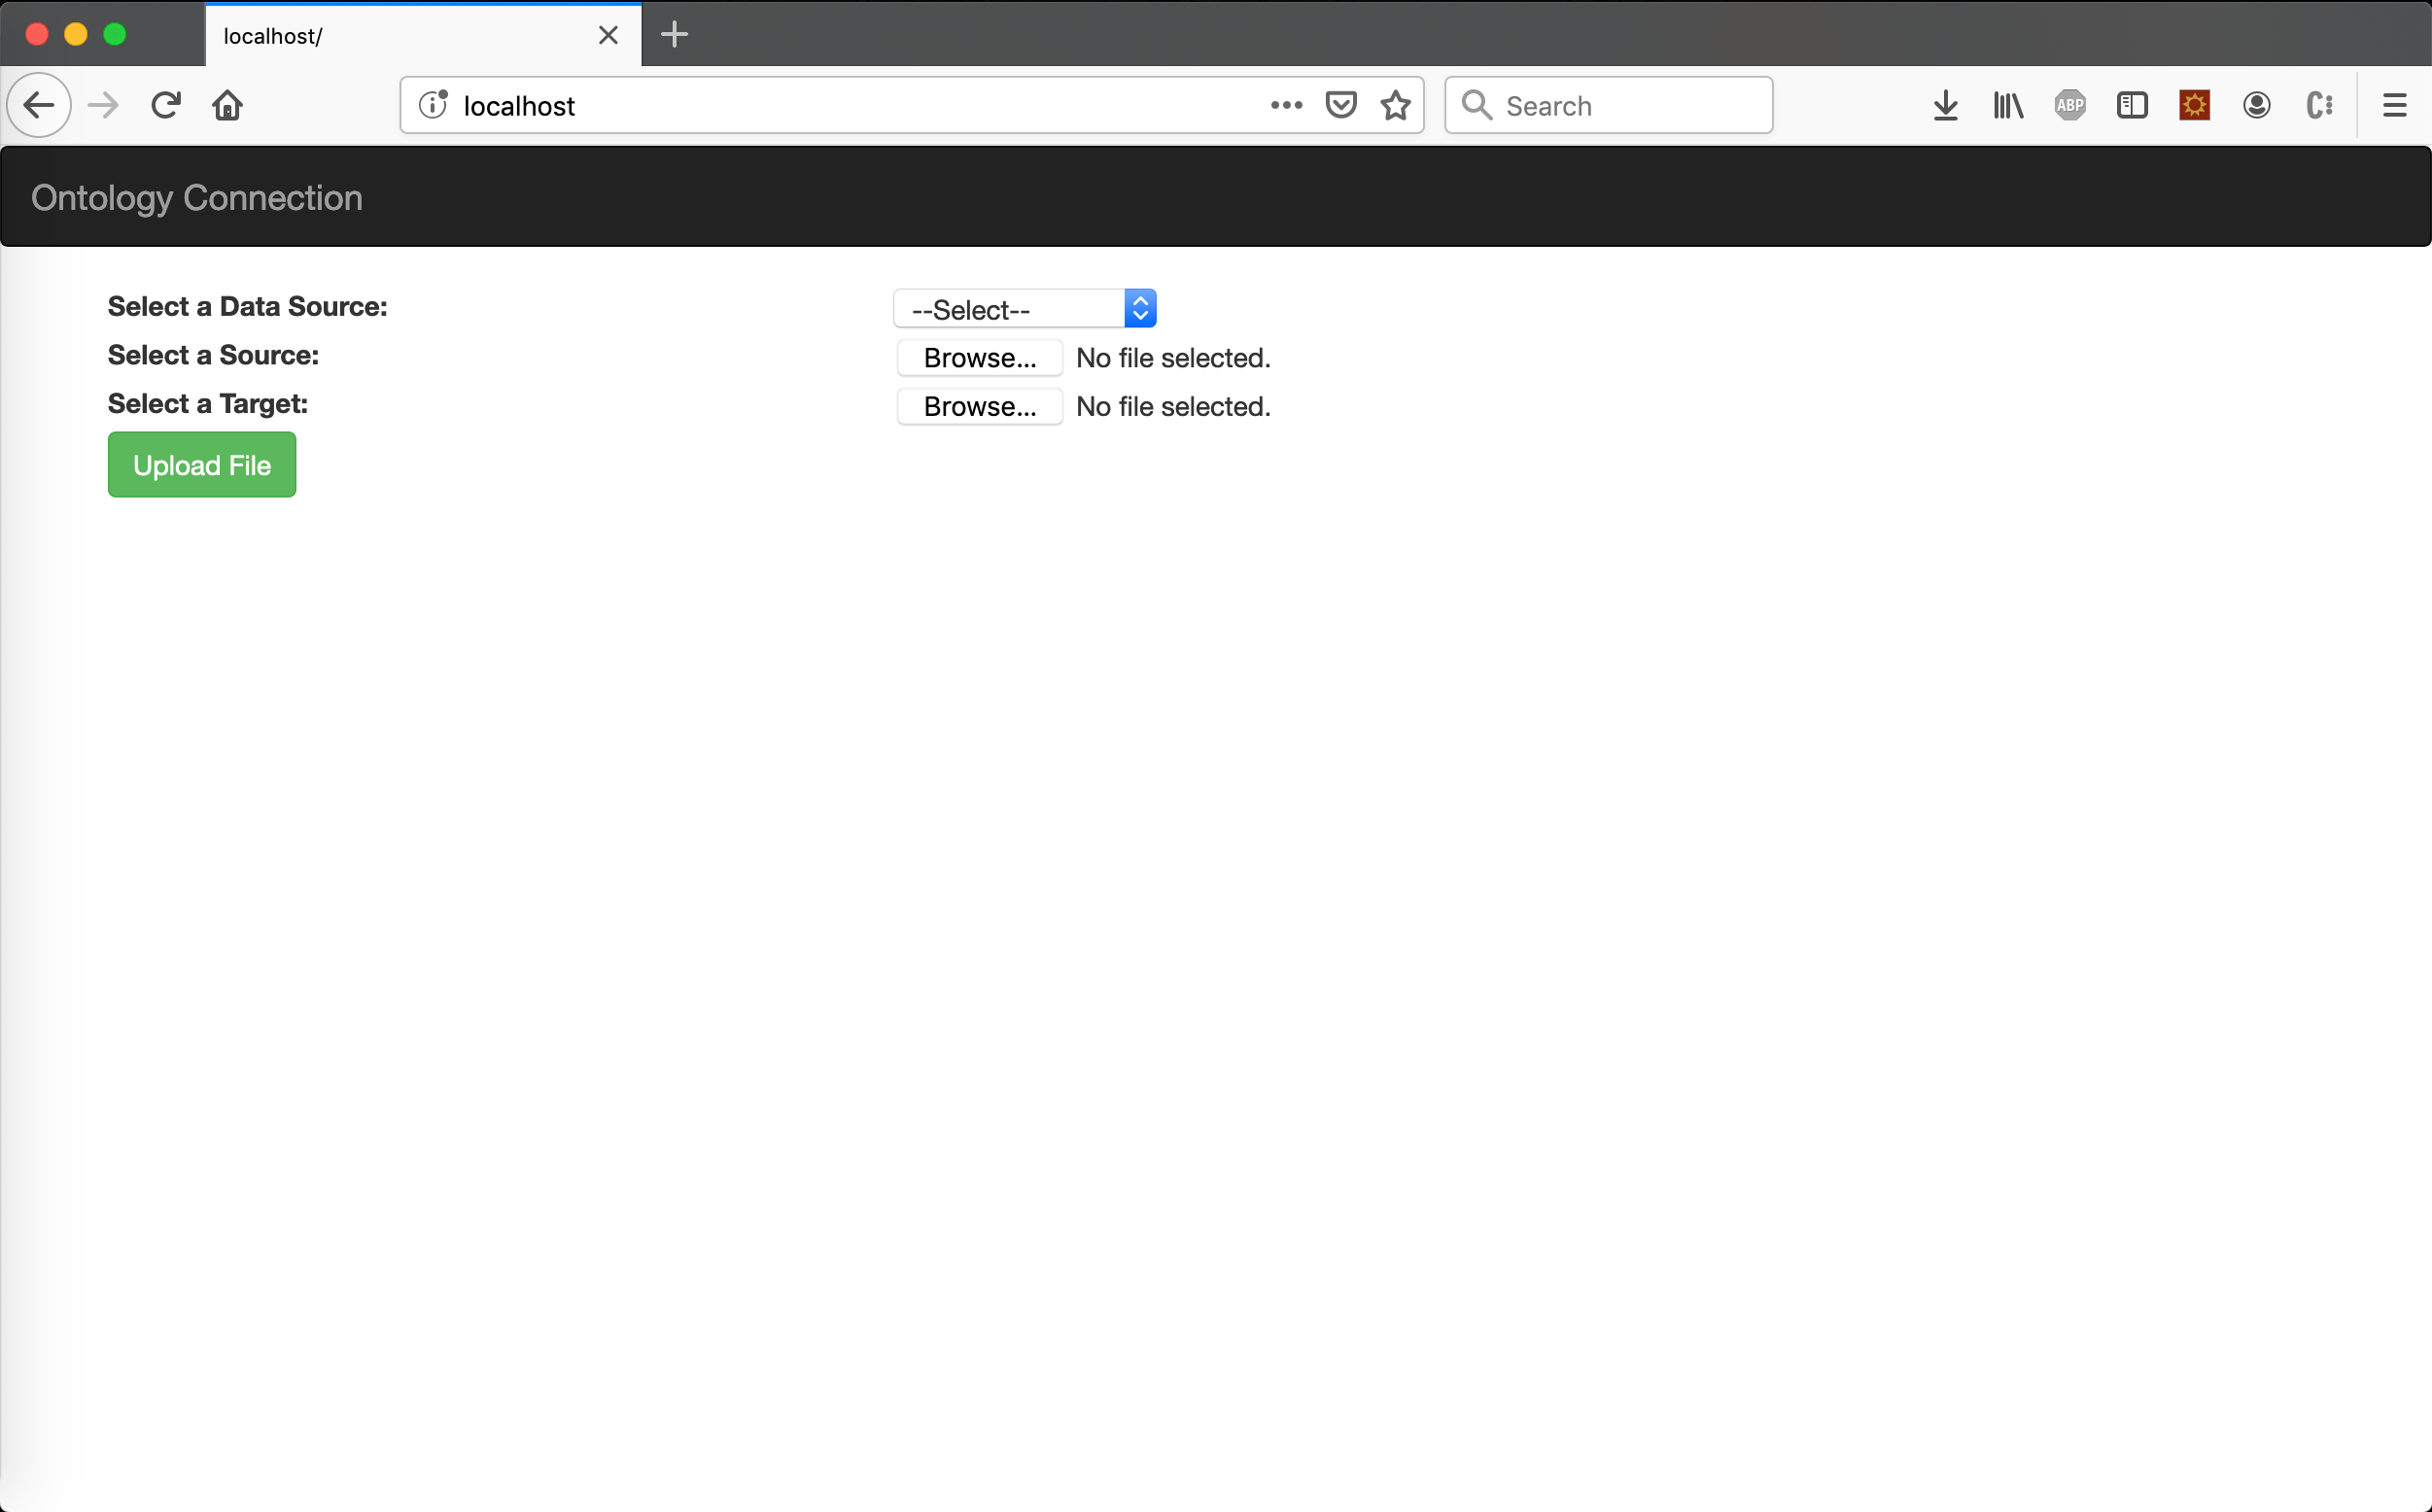 localhost/
localhost
Search
ABP
Ontology Connection
Select a Data Source: --Select--
Select a Source: Browse... No file selected.
Select a Target: Browse... No file selected.
Upload File